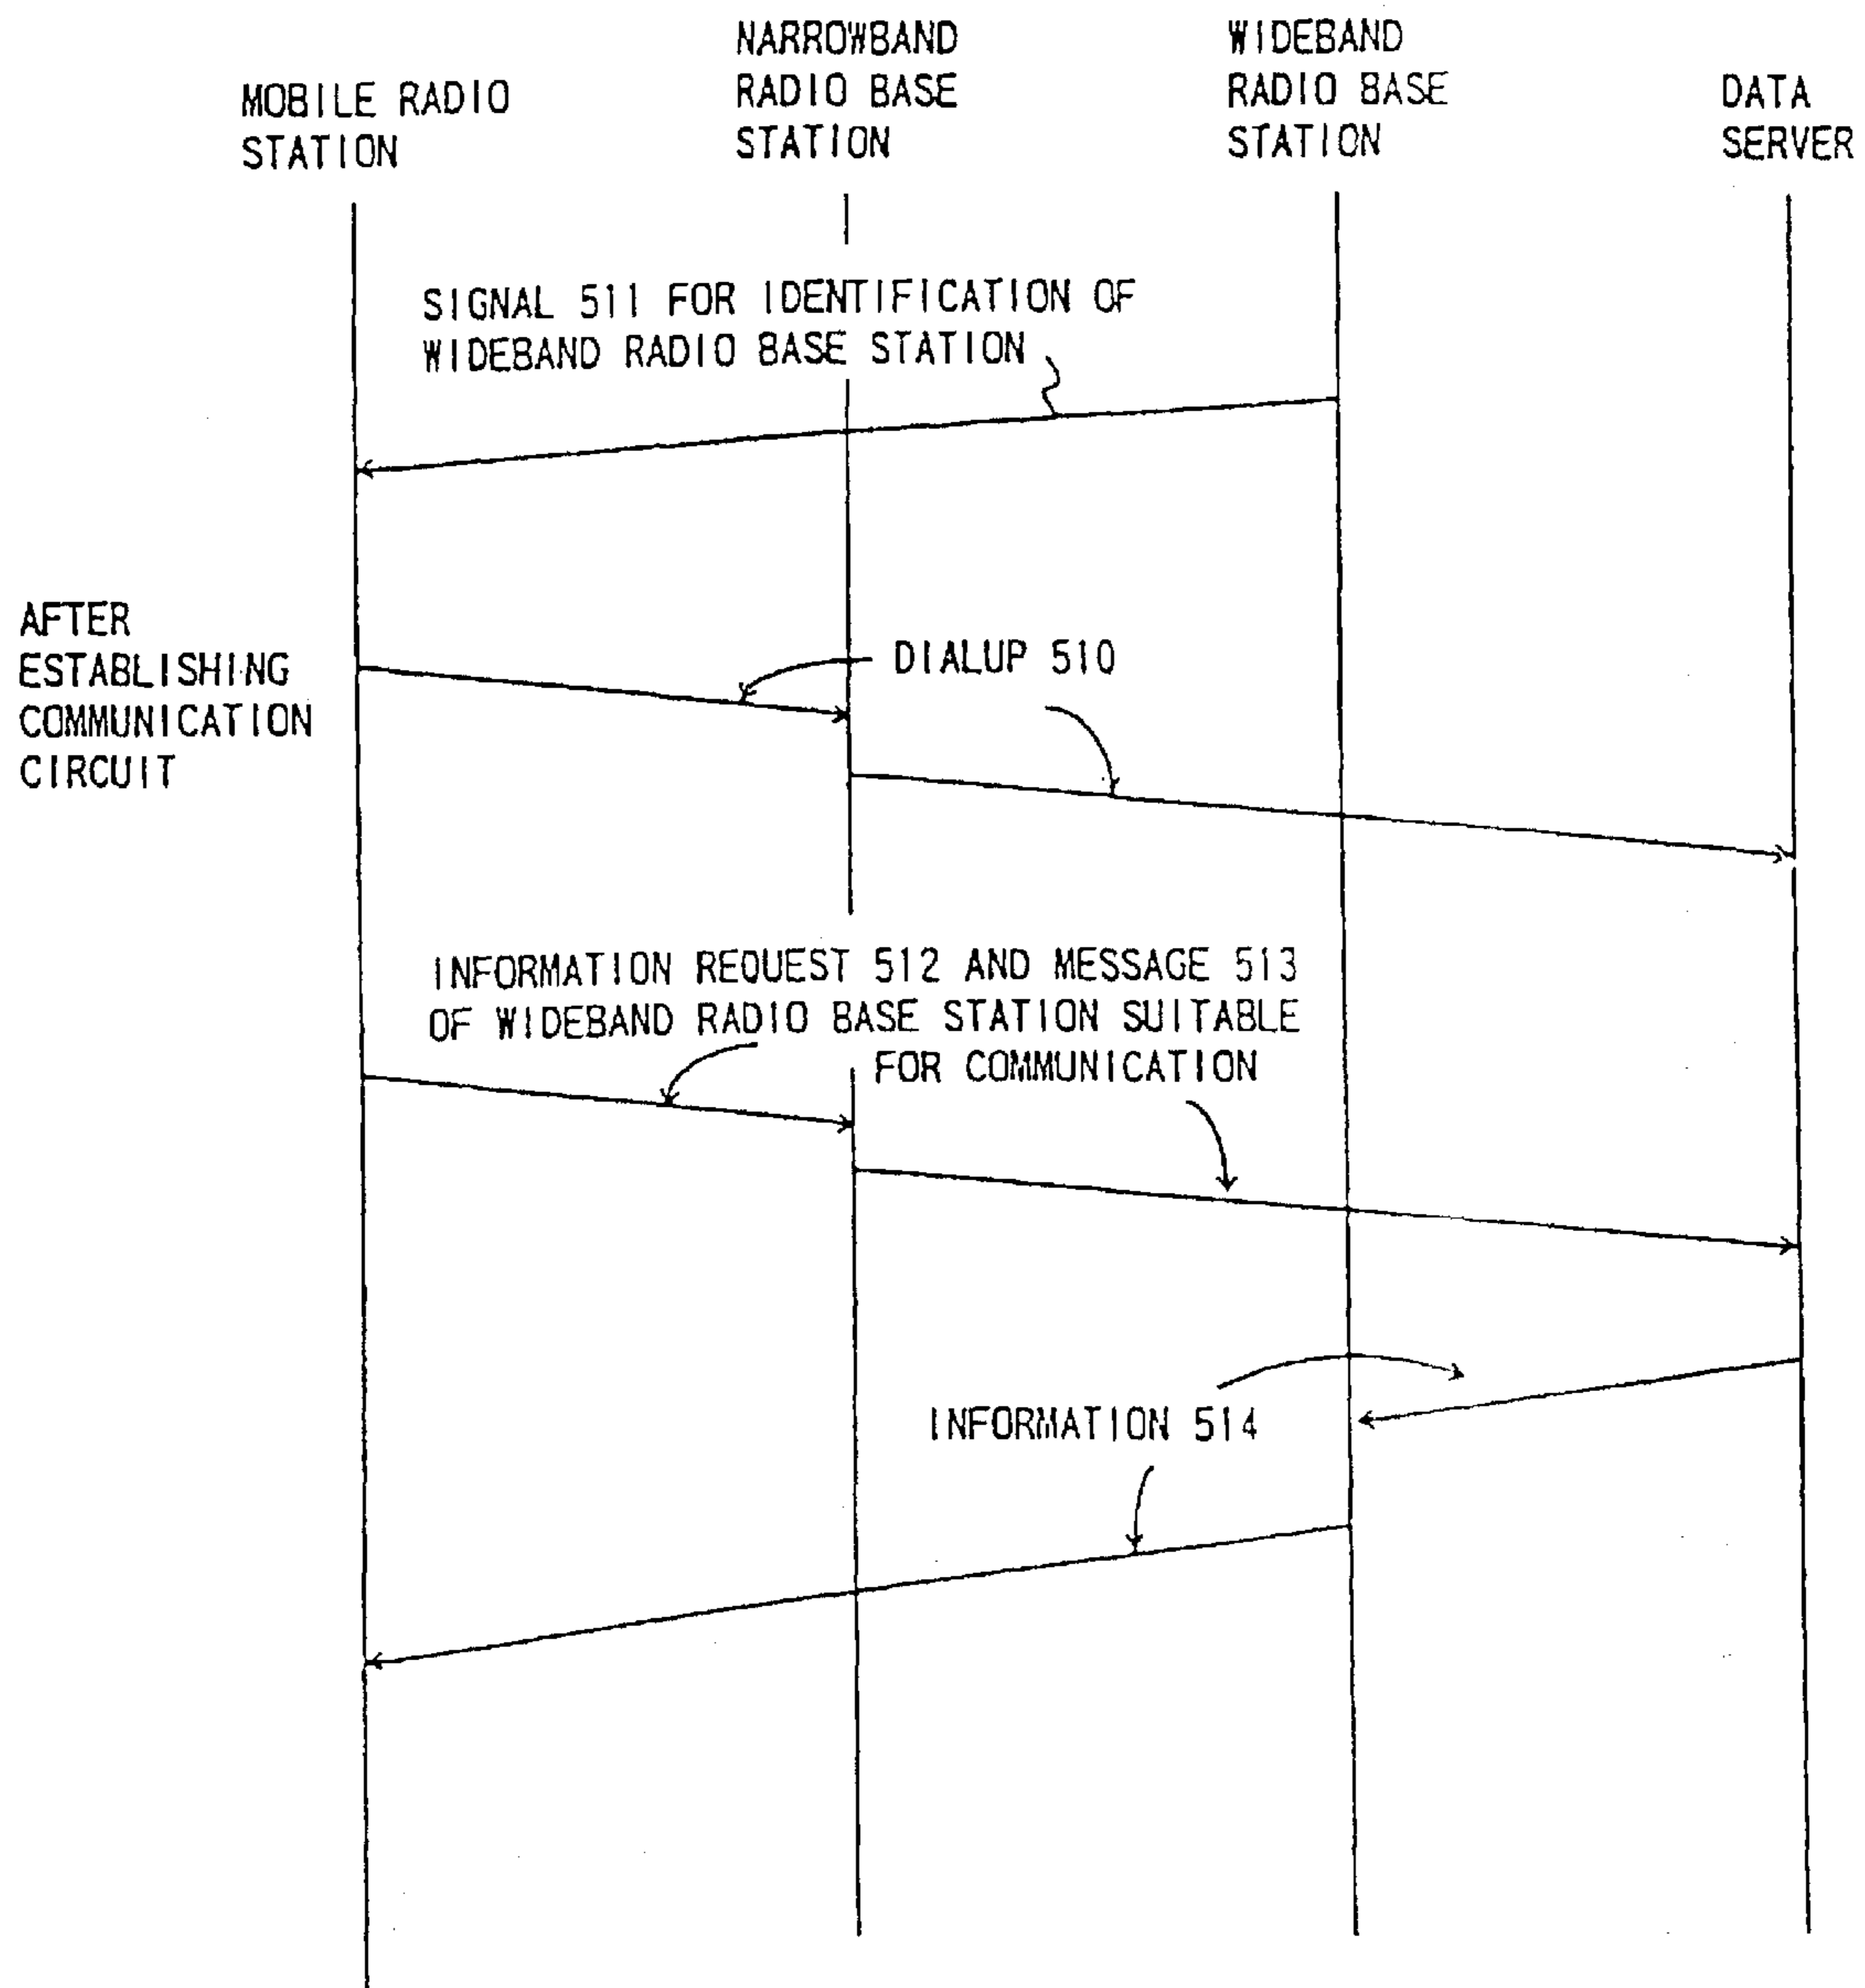 MOBILE RADIO
STATION
NARROWBAND
RADIO BASE
STATION
WIDEBAND
RADIO BASE
STATION
DATA
SERVER
SIGNAL 511 FOR IDENTIFICATION OF
WIDEBAND RADIO BASE STATION
AFTER
ESTABLISHING
COMMUNICATION
CIRCUIT
DIALUP 510
INFORMATION REQUEST 512 AND MESSAGE 513
OF WIDEBAND RADIO BASE STATION SUITABLE
FOR COMMUNICATION
INFORMATION 514